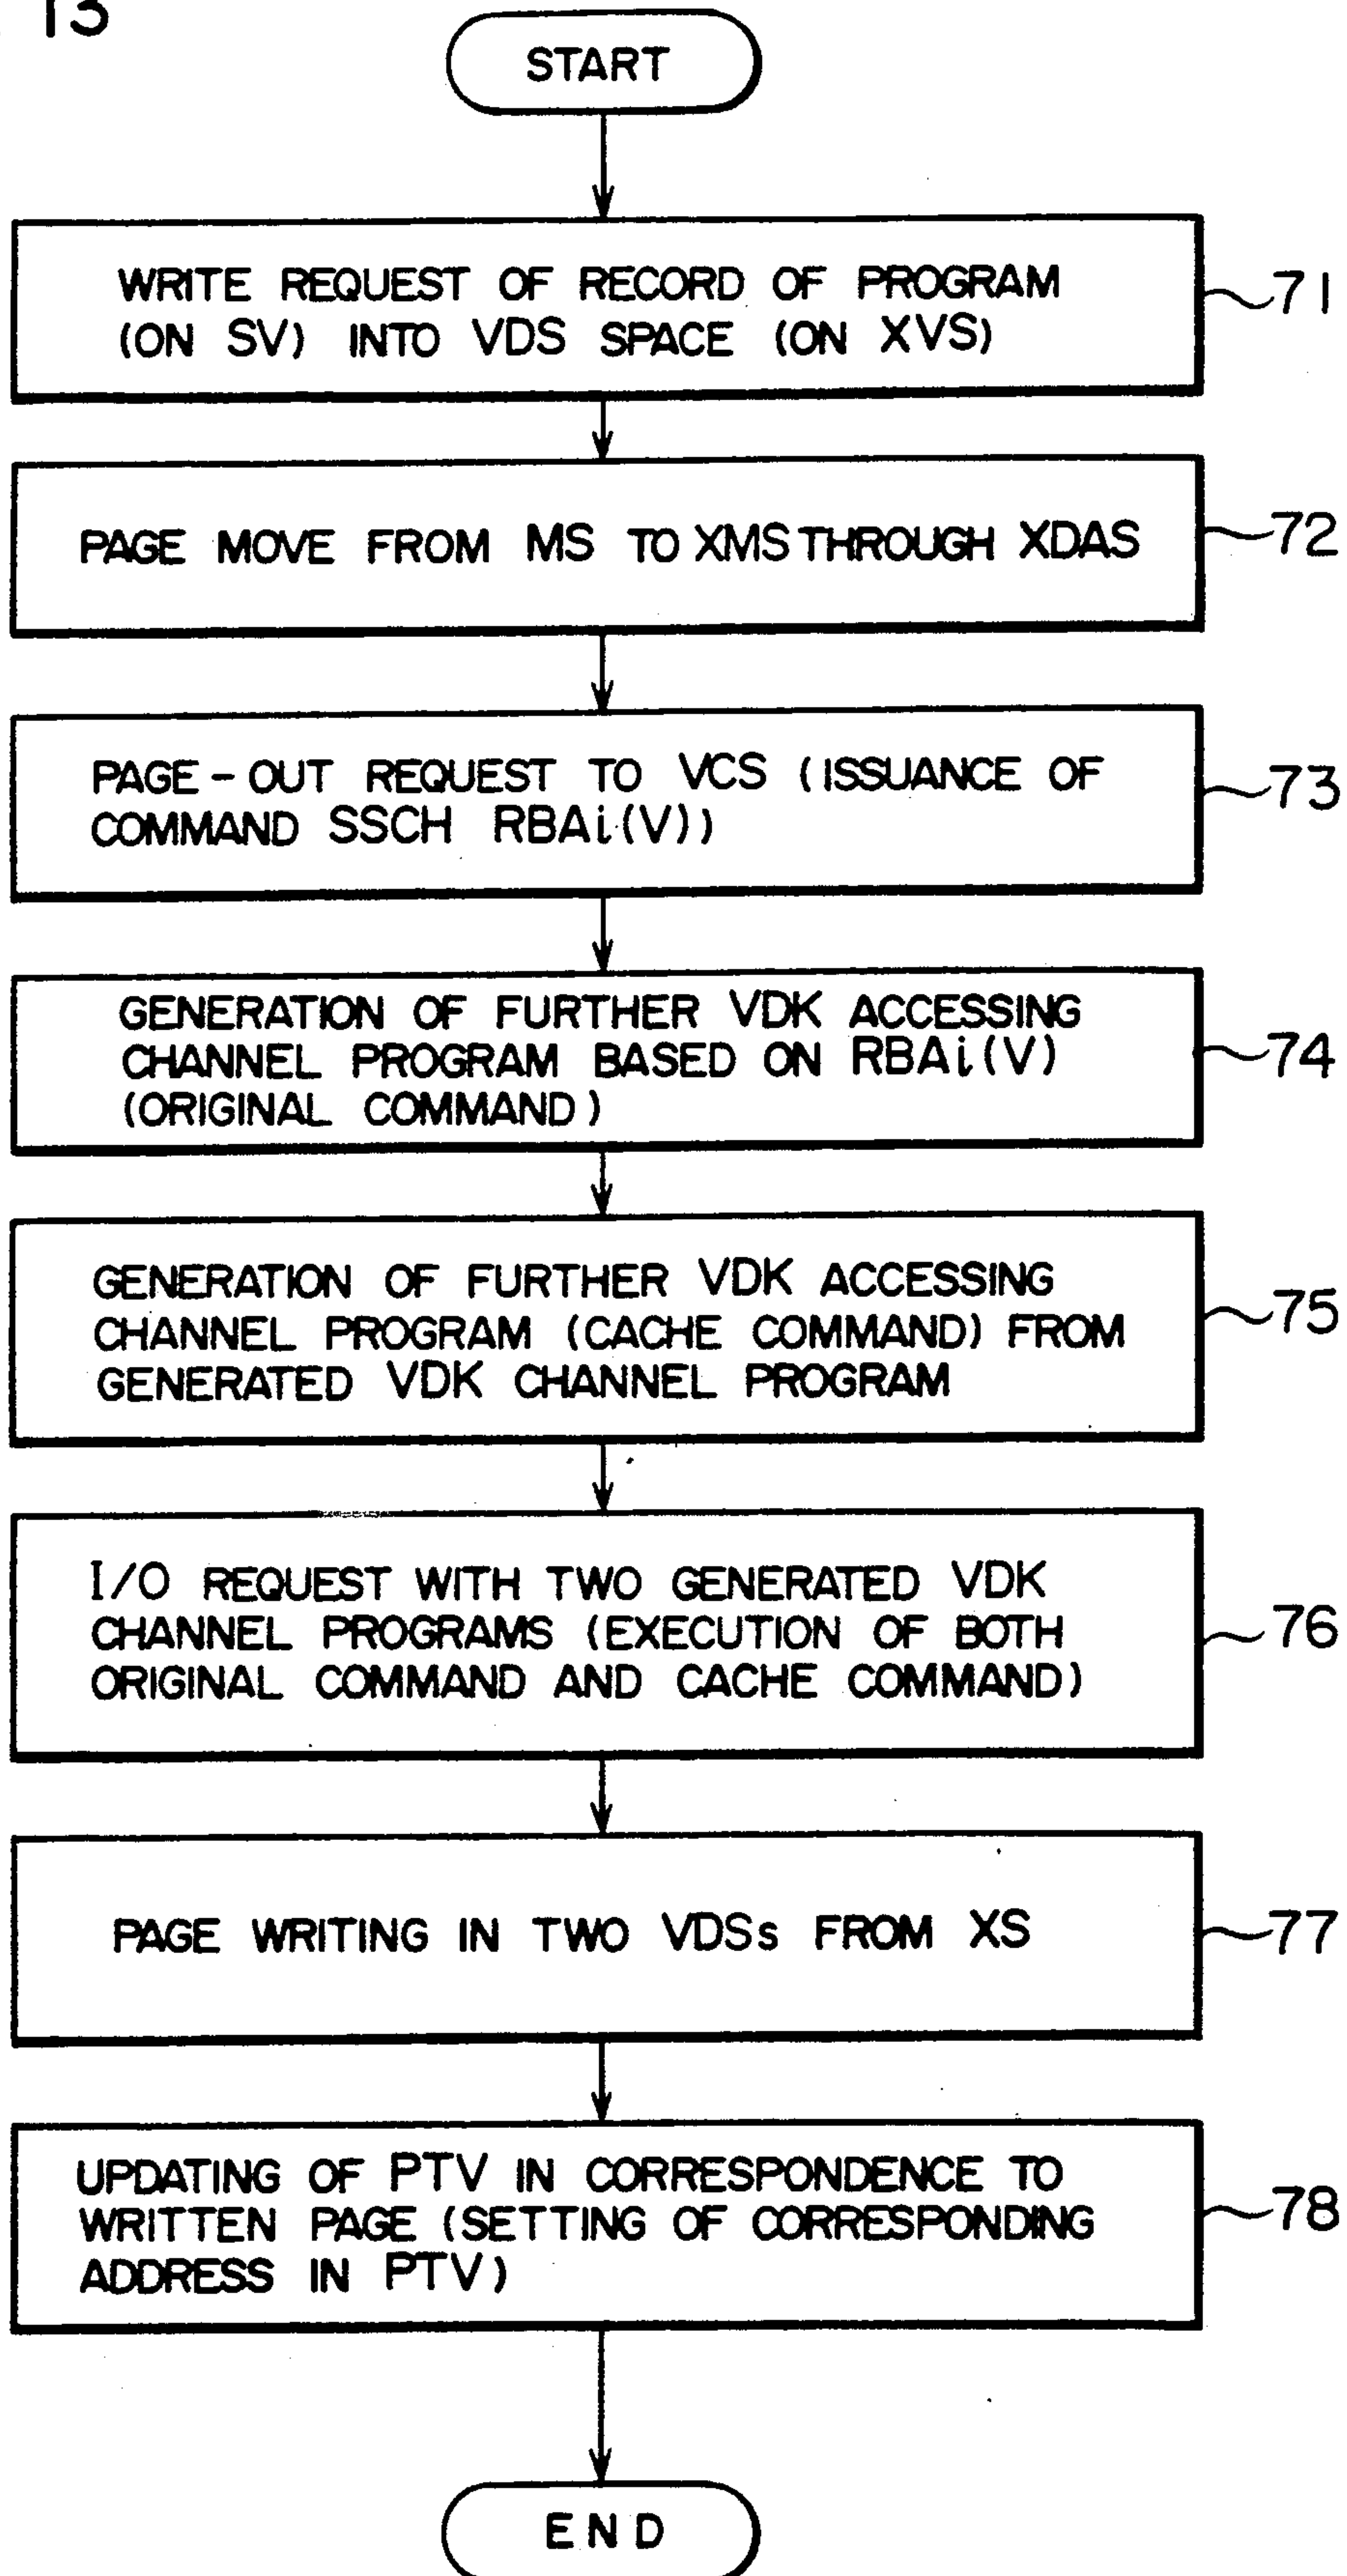 13
START
WRITE REQUEST OF RECORD OF PROGRAM
(ON SV) INTO VDS SPACE (ON XVS)
71
PAGE MOVE FROM MS TO XMS THROUGH XDAS
72
PAGE-OUT REQUEST TO VCS (ISSUANCE OF
COMMAND SSCH RBAi(V))
73
GENERATION OF FURTHER VDK ACCESSING
CHANNEL PROGRAM BASED ON RBAi(V)
(ORIGINAL COMMAND)
74
GENERATION OF FURTHER VDK ACCESSING
CHANNEL PROGRAM (CACHE COMMAND) FROM
GENERATED VDK CHANNEL PROGRAM
75
I/O REQUEST WITH TWO GENERATED VDK
CHANNEL PROGRAMS (EXECUTION OF BOTH
ORIGINAL COMMAND AND CACHE COMMAND)
76
PAGE WRITING IN TWO VDSs FROM XS
77
UPDATING OF PTV IN CORRESPONDENCE TO
WRITTEN PAGE (SETTING OF CORRESPONDING
ADDRESS IN PTV)
78
END